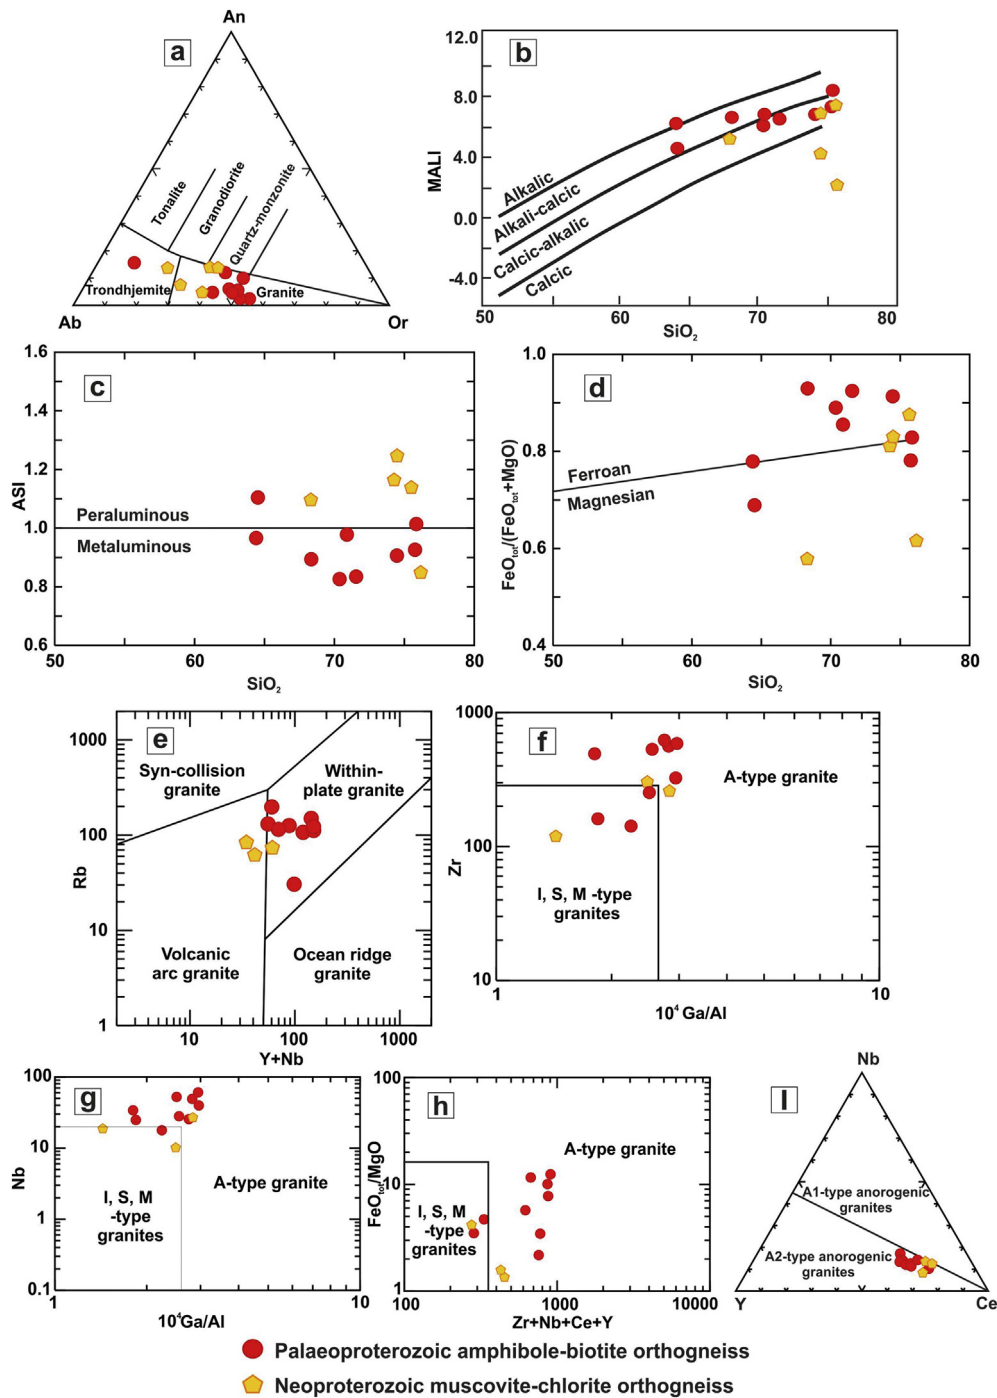 An
a
Tonalite
Granodiorite
Quartz-monzonite
Trondhjemite
Granite
Ab
Or
12.0
8.0
4.0
0.0
-4.0
MALI
b
Alkalic
Alkali-calcic
Calcic-alkalic
Calcic
50
60
70
80
SiO2
1.6
1.4
1.2
1.0
0.8
0.6
ASI
c
Peraluminous
Metaluminous
50
60
70
80
SiO2
1.0
0.8
0.6
0.4
FeOtot/(FeOtot+MgO)
d
Ferroan
Magnesian
50
60
70
80
SiO2
1000
100
10
1
Rb
e
Syn-collision
granite
Within-
plate granite
Volcanic
arc granite
Ocean ridge
granite
1
10
100
1000
Y+Nb
1000
100
10
Zr
f
A-type granite
I, S, M -type
granites
1
10
10⁴ Ga/Al
100
10
1
0.1
Nb
g
I, S, M
-type
granites
A-type granite
1
10
10⁴Ga/Al
100
10
1
FeOtot/MgO
h
A-type granite
I, S, M
-type
granites
100
1000
10000
Zr+Nb+Ce+Y
Nb
I
A1-type anorogenic
granites
A2-type anorogenic
granites
Y
Ce
Palaeoproterozoic amphibole-biotite orthogneiss
Neoproterozoic muscovite-chlorite orthogneiss